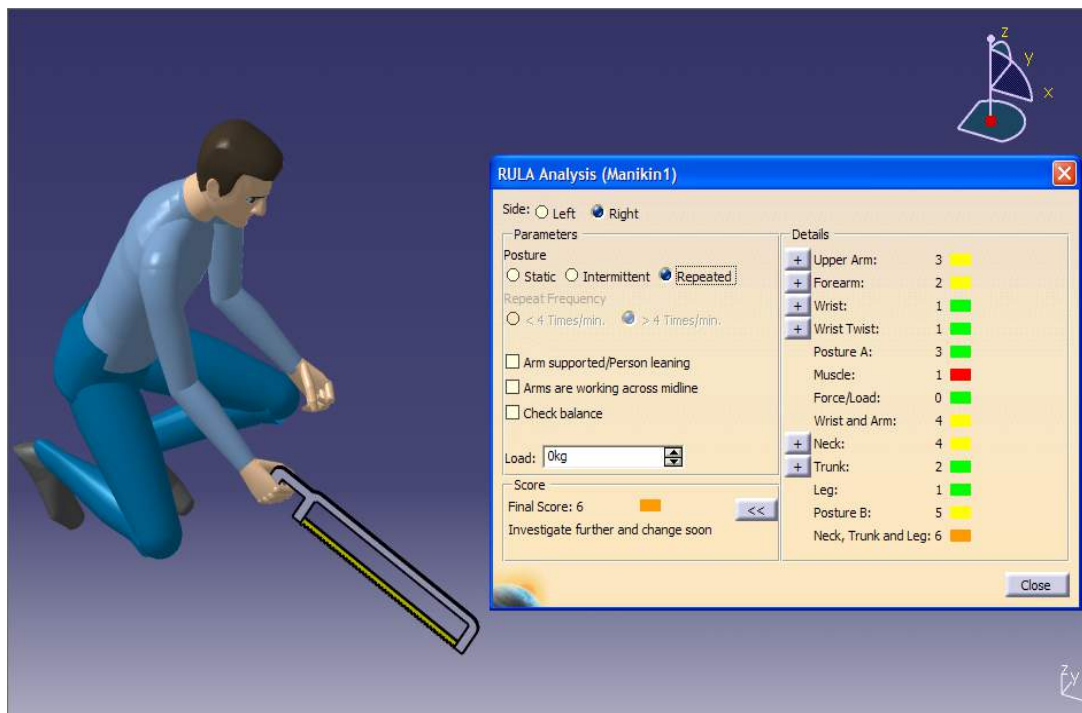 z
y
x
RULA Analysis (Manikin1)
Side: Left Right
Parameters
Posture
Static Intermittent Repeated
Repeat Frequency
< 4 Times/min. > 4 Times/min.
Arm supported/Person leaning
Arms are working across midline
Check balance
Load: 0kg
Score
Final Score: 6
<<
Investigate further and change soon
Details
+ Upper Arm: 3
+ Forearm: 2
+ Wrist: 1
+ Wrist Twist: 1
Posture A: 3
Muscle: 1
Force/Load: 0
Wrist and Arm: 4
+ Neck: 4
+ Trunk: 2
Leg: 1
Posture B: 5
Neck, Trunk and Leg: 6
Close
z
y